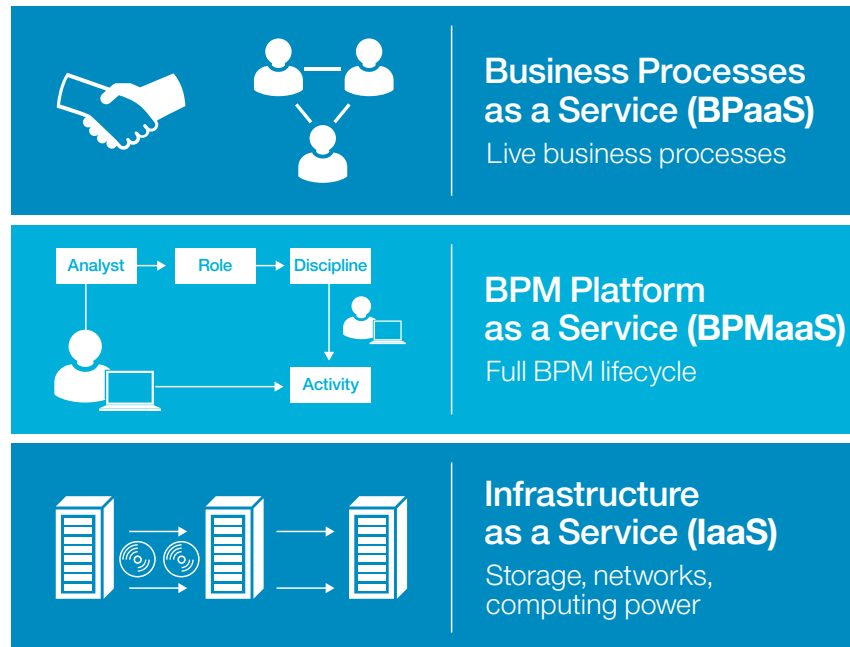 Business Processes
as a Service (BPaaS)
Live business processes
Analyst
Role
Discipline
Activity
BPM Platform
as a Service (BPMaaS)
Full BPM lifecycle
Infrastructure
as a Service (IaaS)
Storage, networks,
computing power